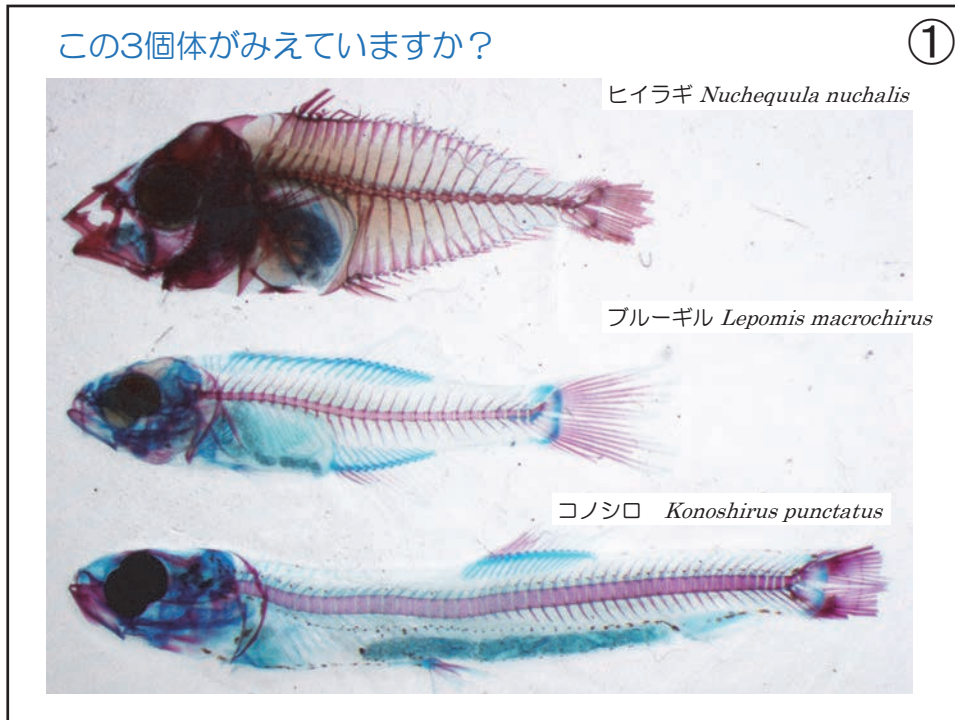 この3個体がみえていますか？
①
ヒイラギ Nuchequula nuchalis
ブルーギル Lepomis macrochirus
コノシロ　Konoshirus punctatus